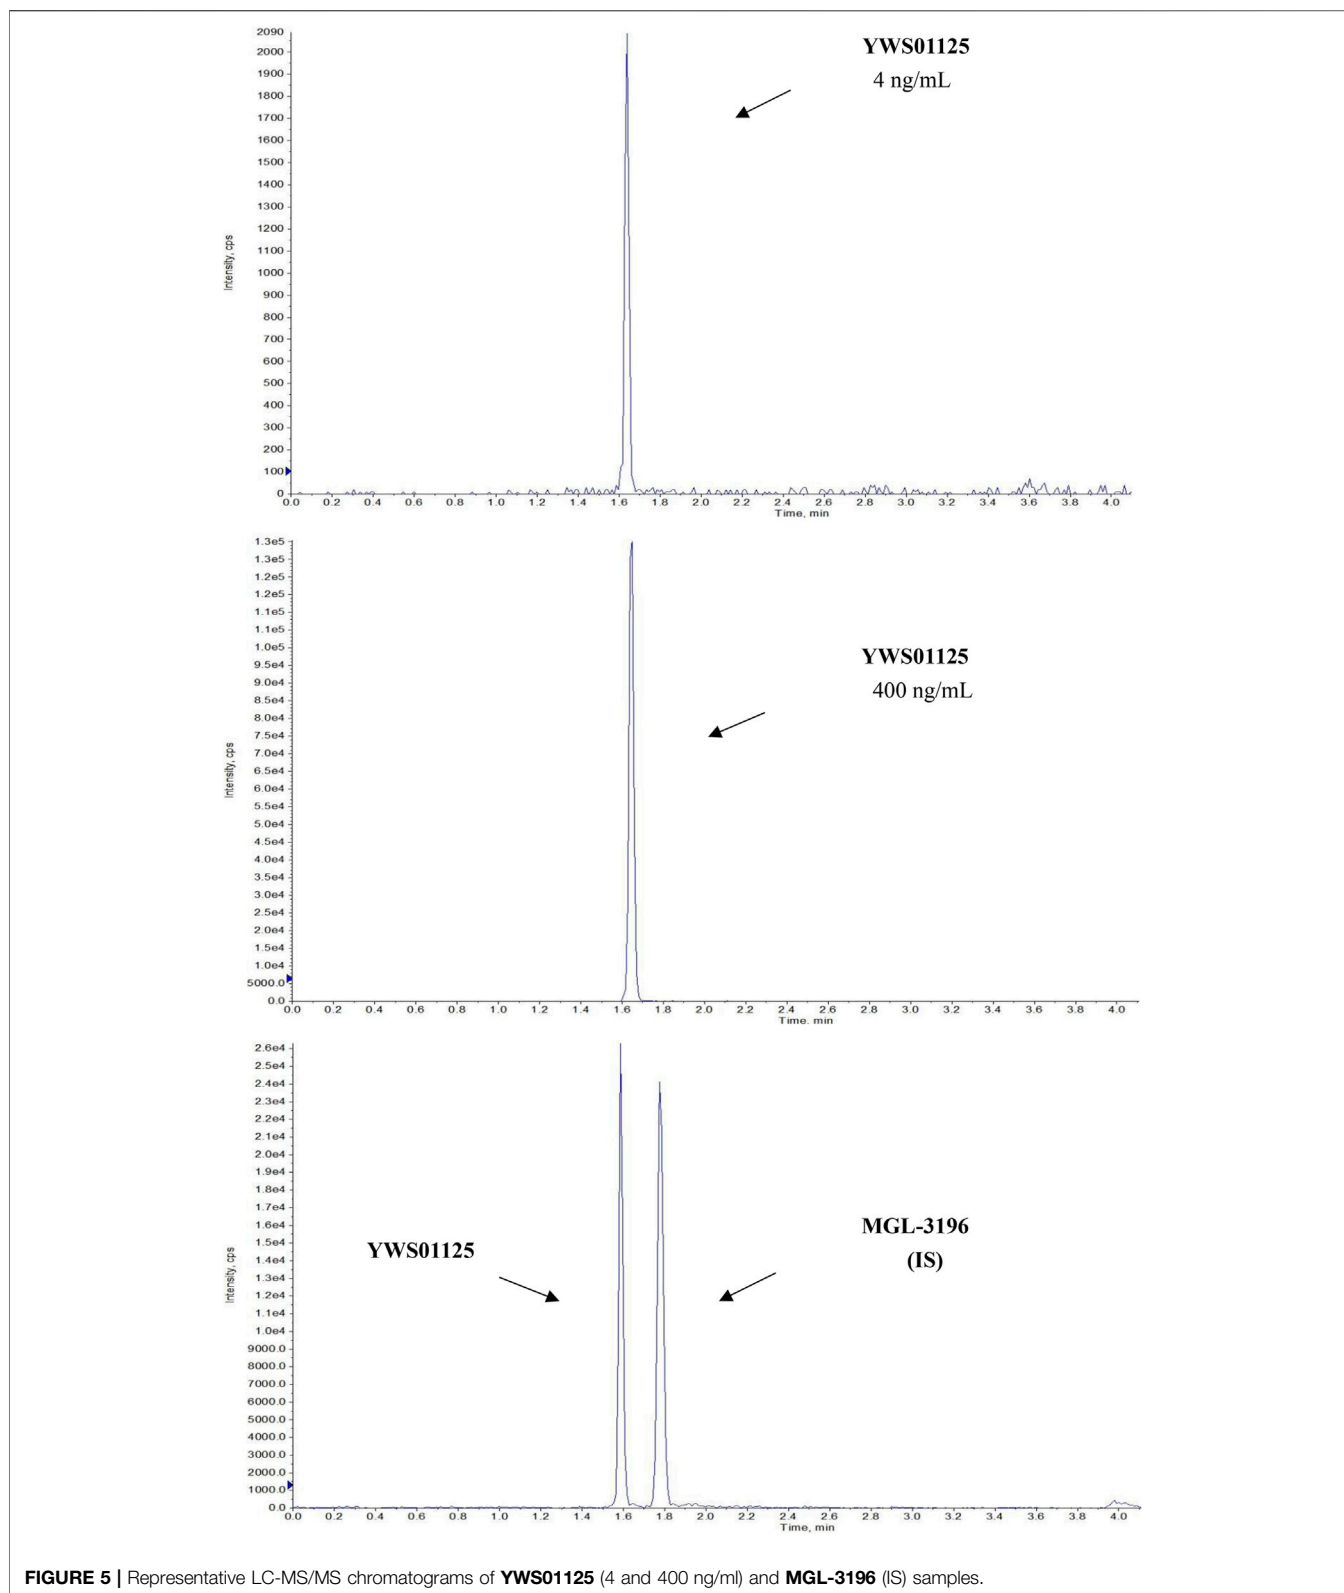 2090
2000
1900
1800
1700
1600
1500
1400
1300
1200
1100
1000
900
800
700
600
500
400
300
200
100
0
Intensity, cps
0.0 0.2 0.4 0.6 0.8 1.0 1.2 1.4 1.6 1.8 2.0 2.2 2.4 2.6 2.8 3.0 3.2 3.4 3.6 3.8 4.0
Time, min
YWS01125
4 ng/mL
1.3e5
1.3e5
1.2e5
1.2e5
1.1e5
1.1e5
1.0e5
9.5e4
9.0e4
8.5e4
8.0e4
7.5e4
7.0e4
6.5e4
6.0e4
5.5e4
5.0e4
4.5e4
4.0e4
3.5e4
3.0e4
2.5e4
2.0e4
1.5e4
1.0e4
5000.0
0.0
Intensity, cps
0.0 0.2 0.4 0.6 0.8 1.0 1.2 1.4 1.6 1.8 2.0 2.2 2.4 2.6 2.8 3.0 3.2 3.4 3.6 3.8 4.0
Time. min
YWS01125
400 ng/mL
2.6e4
2.5e4
2.4e4
2.3e4
2.2e4
2.1e4
2.0e4
1.9e4
1.8e4
1.7e4
1.6e4
1.5e4
1.4e4
1.3e4
1.2e4
1.1e4
1.0e4
9000.0
8000.0
7000.0
6000.0
5000.0
4000.0
3000.0
2000.0
1000.0
0.0
Intensity, cps
0.0 0.2 0.4 0.6 0.8 1.0 1.2 1.4 1.6 1.8 2.0 2.2 2.4 2.6 2.8 3.0 3.2 3.4 3.6 3.8 4.0
Time, min
YWS01125
MGL-3196
(IS)
FIGURE 5 | Representative LC-MS/MS chromatograms of YWS01125 (4 and 400 ng/ml) and MGL-3196 (IS) samples.